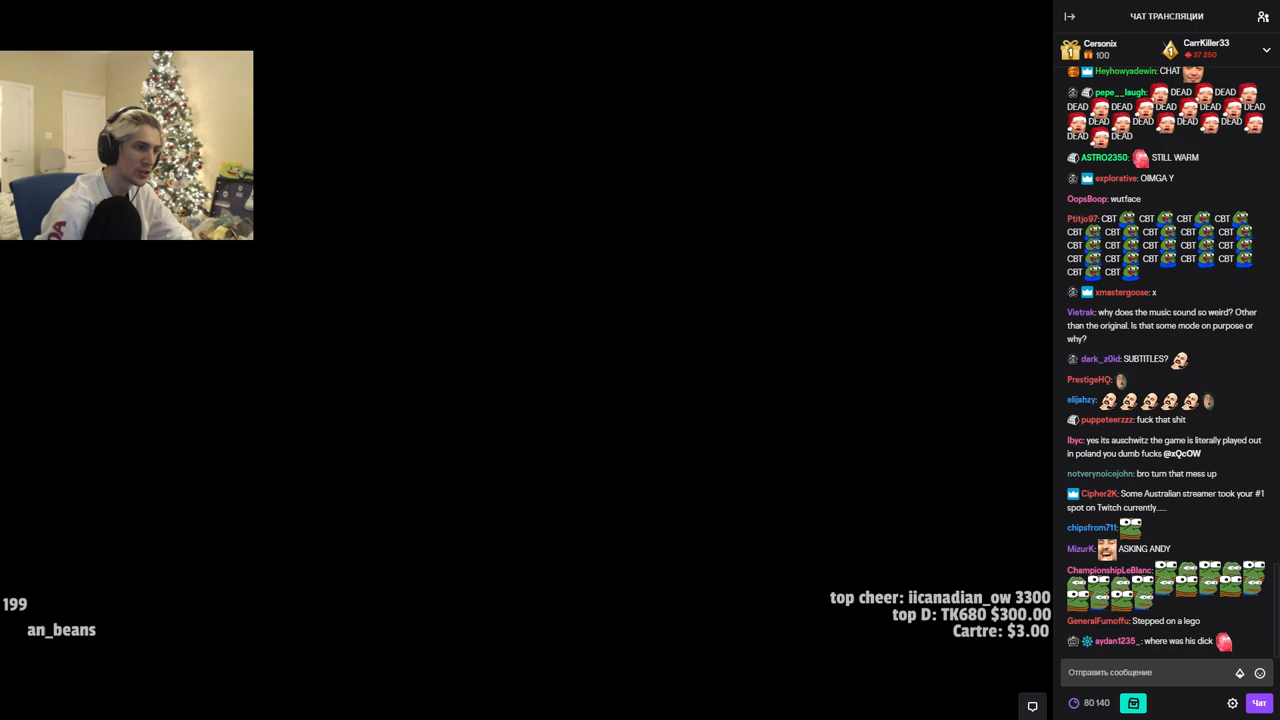 ЧАТ ТРАНСЛЯЦИИ
Cersonix
100
CarrKiller33
37 250
Heyhowyadewin: CHAT
pepe__laugh: DEAD DEAD
DEAD DEAD DEAD DEAD
DEAD DEAD DEAD DEAD
DEAD DEAD
ASTRO2350: STILL WARM
explorative: OIMGA Y
OopsBoop: wutface
Ptitjo97: CBT CBT CBT CBT
CBT CBT CBT CBT CBT
CBT CBT CBT CBT CBT
CBT CBT CBT CBT CBT
CBT CBT
xmastergoose: x
Vietrak: why does the music sound so weird? Other
than the original. Is that some mode on purpose or
why?
dark_z0id: SUBTITLES?
PrestigeHQ:
elijahzy:
puppeteerzzz: fuck that shit
lbyc: yes its auschwitz the game is literally played out
in poland you dumb fucks @xQcOW
notverynoicejohn: bro turn that mess up
Cipher2K: Some Australian streamer took your #1
spot on Twitch currently.....
chipsfrom711:
MizurK: ASKING ANDY
ChampionshipLeBlanc:
GeneralFumoffu: Stepped on a lego
aydan1235_: where was his dick
Отправить сообщение
80 140
Чат
199
an_beans
top cheer: iicanadian_ow 3300
top D: TK680 $300.00
Cartre: $3.00